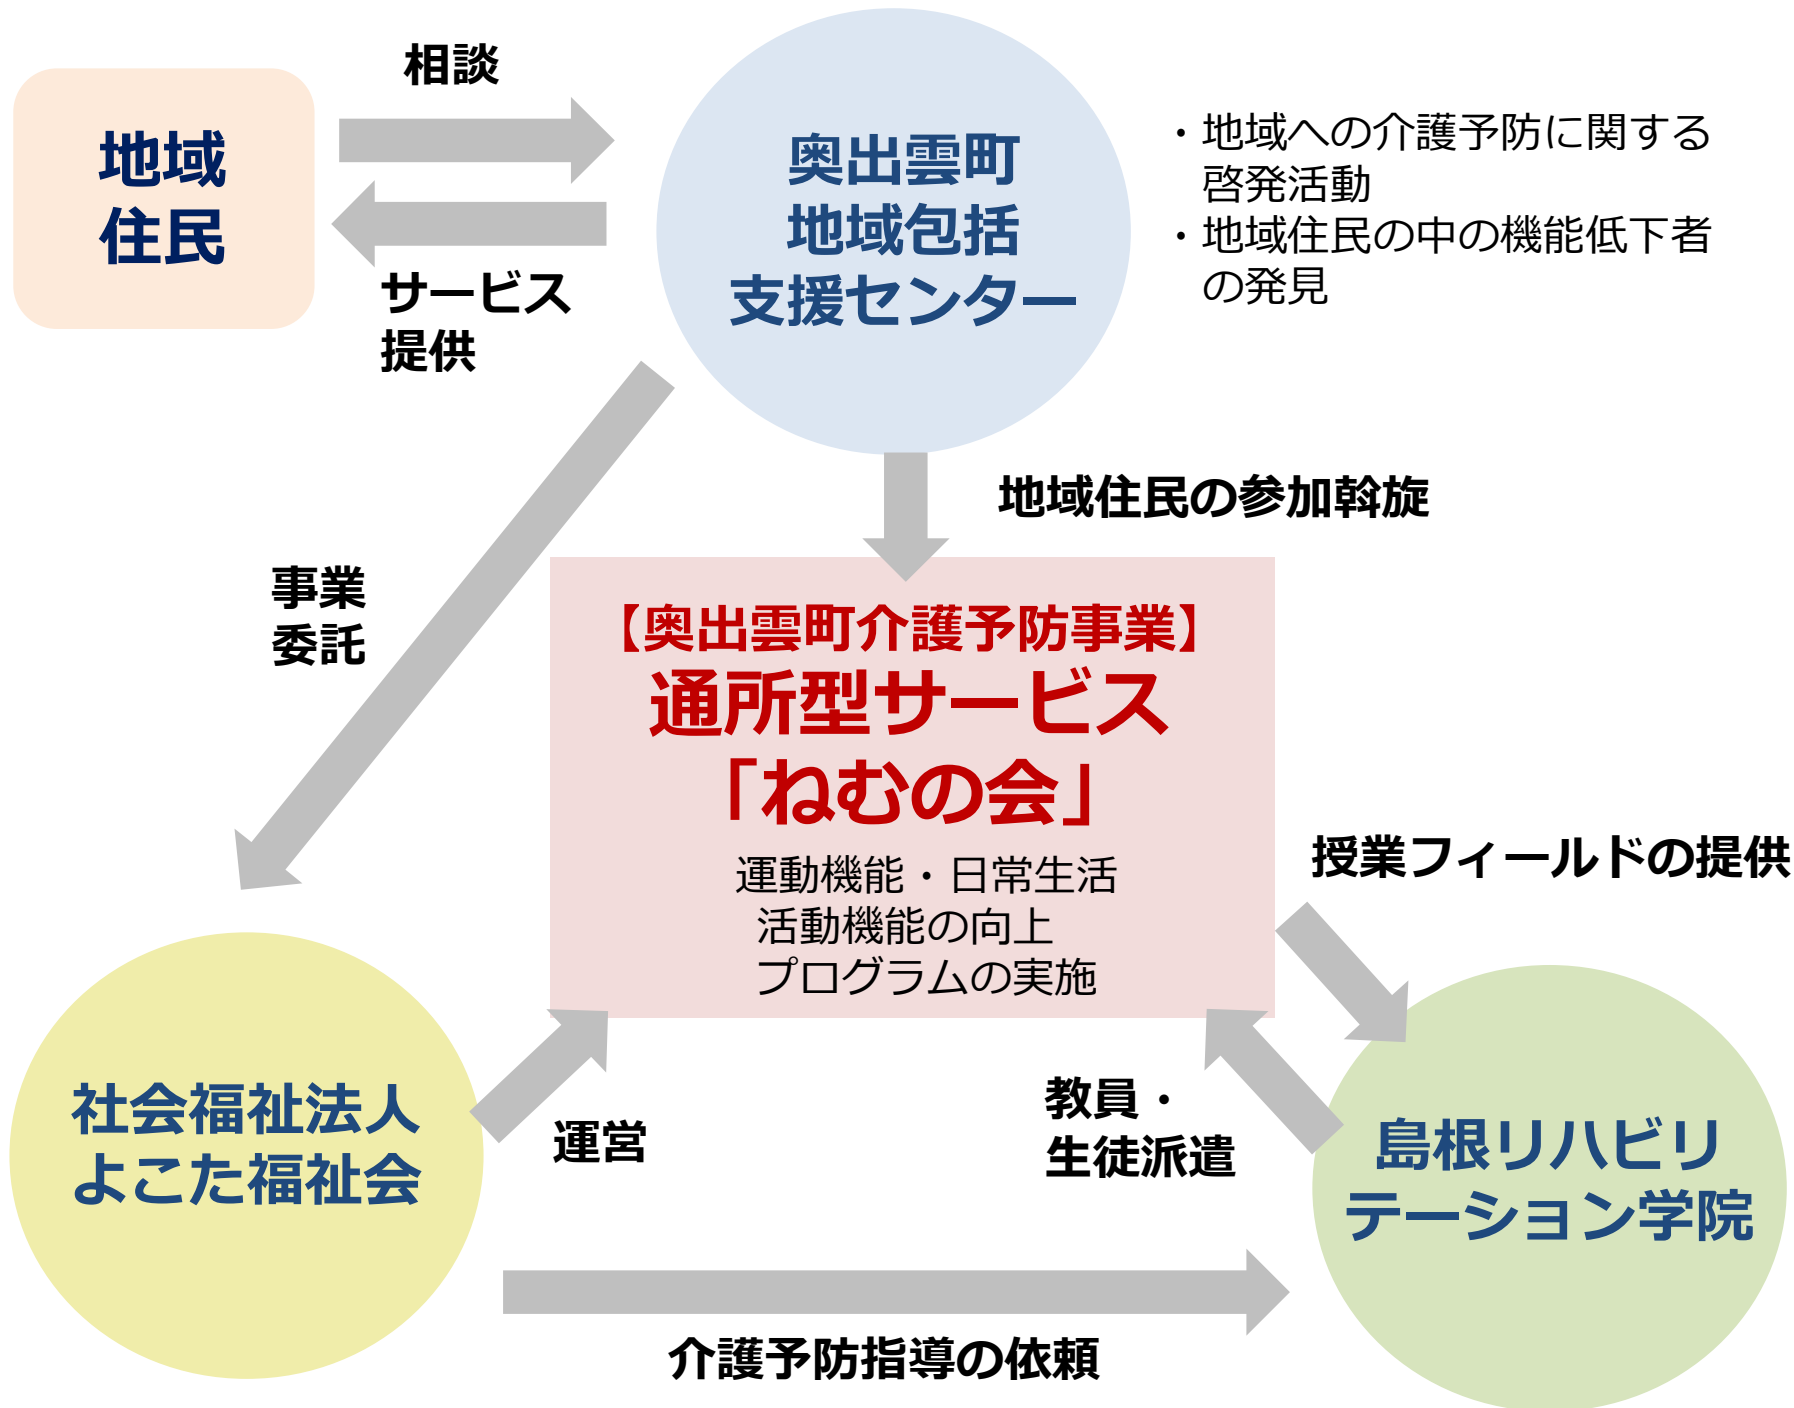 相談
地域
住民
サービス
提供
奥出雲町
地域包括
支援センター
・地域への介護予防に関する
啓発活動
・地域住民の中の機能低下者
の発見
地域住民の参加斡旋
事業
委託
【奥出雲町介護予防事業】
通所型サービス
「ねむの会」
運動機能・日常生活
活動機能の向上
プログラムの実施
授業フィールドの提供
社会福祉法人
よこた福祉会
運営
教員・
生徒派遣
島根リハビリ
テーション学院
介護予防指導の依頼